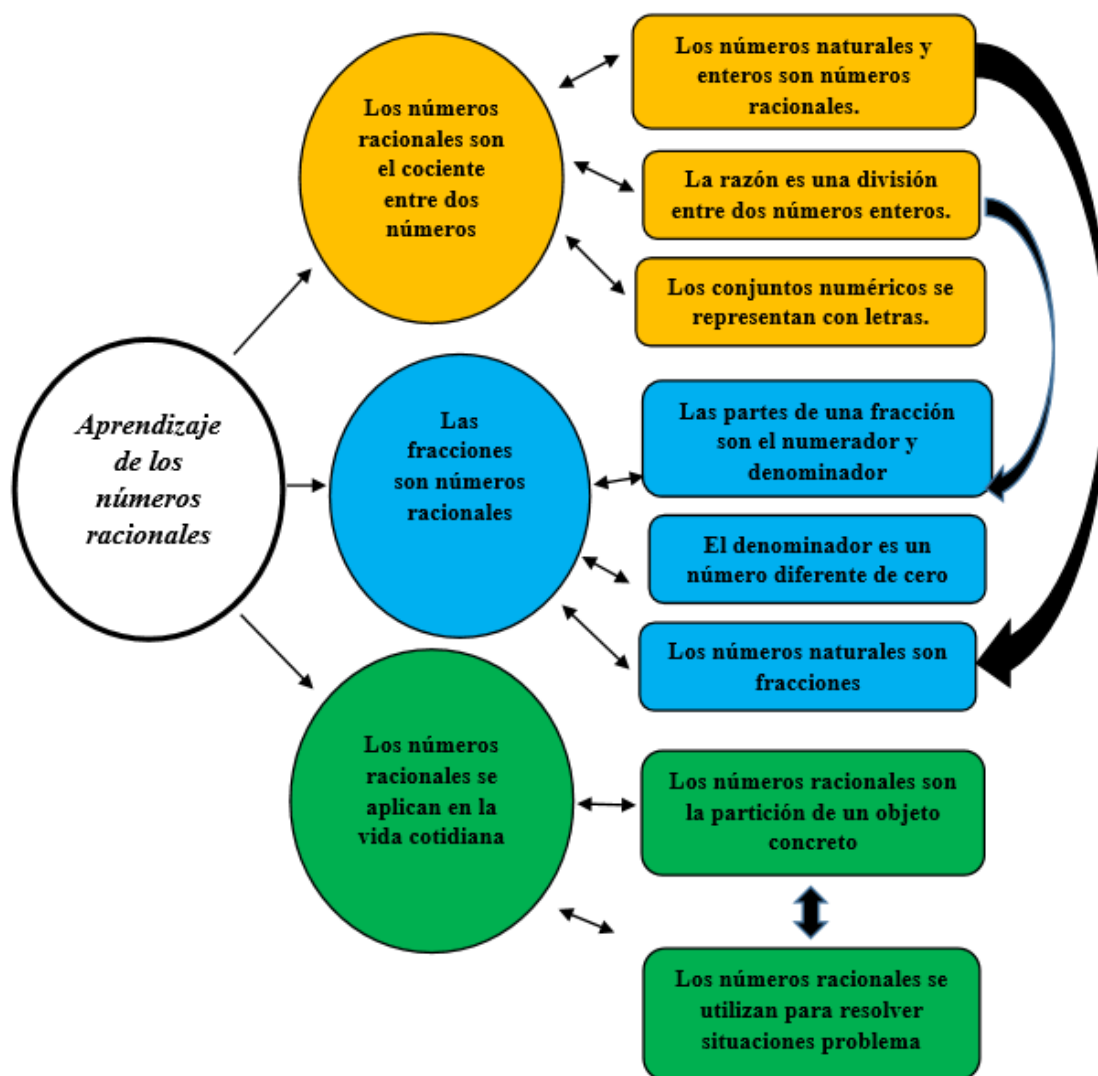 Aprendizaje
de los
números
racionales
Los números
racionales son
el cociente
entre dos
números
Los números naturales y
enteros son números
racionales.
La razón es una división
entre dos números enteros.
Los conjuntos numéricos se
representan con letras.
Las
fracciones
son números
racionales
Las partes de una fracción
son el numerador y
denominador
El denominador es un
número diferente de cero
Los números naturales son
fracciones
Los números
racionales se
aplican en la
vida cotidiana
Los números racionales son
la partición de un objeto
concreto
Los números racionales se
utilizan para resolver
situaciones problema